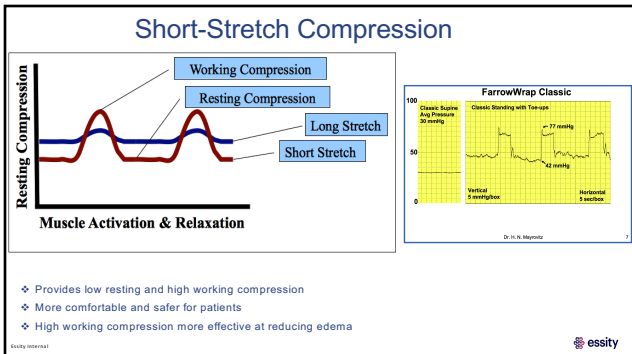 Short-Stretch Compression
Resting Compression
Working Compression
Resting Compression
Long Stretch
Short Stretch
Muscle Activation & Relaxation
FarrowWrap Classic
100
50
0
Classic Supine
Avg Pressure
30 mmHg
Classic Standing with Toe-ups
77 mmHg
42 mmHg
Vertical
5 mmHg/box
Horizontal
5 sec/box
Dr. H. N. Mayrovitz
7
❖ Provides low resting and high working compression
❖ More comfortable and safer for patients
❖ High working compression more effective at reducing edema
Essity Internal
essity